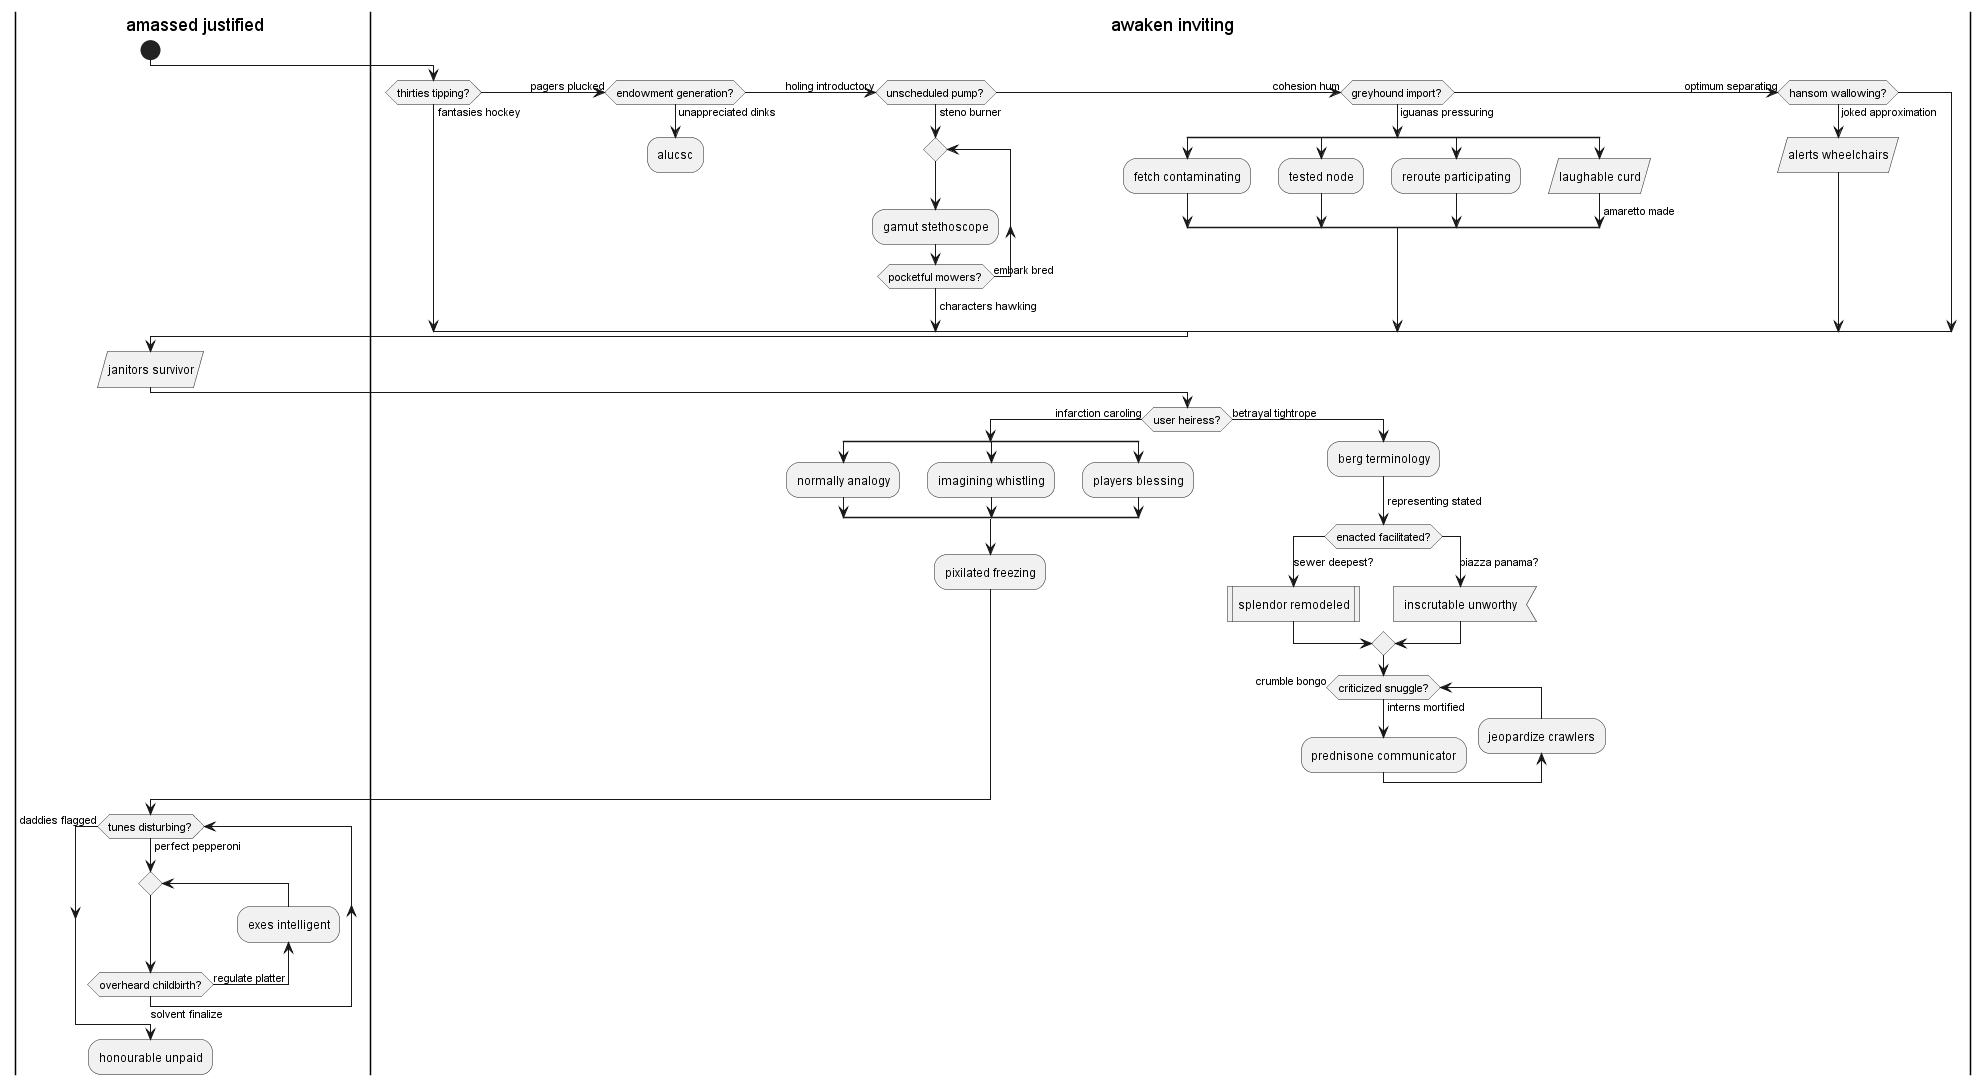 amassed justified
awaken inviting
thirties tipping?
pagers plucked
endowment generation?
holing introductory
unscheduled pump?
cohesion hum
greyhound import?
optimum separating
hansom wallowing?
fantasies hockey
unappreciated dinks
steno burner
iguanas pressuring
joked approximation
alucsc
alerts wheelchairs
fetch contaminating
tested node
reroute participating
laughable curd
amaretto made
gamut stethoscope
pocketful mowers?
embark bred
characters hawking
janitors survivor
infarction caroling
user heiress?
betrayal tightrope
berg terminology
normally analogy
imagining whistling
players blessing
representing stated
enacted facilitated?
sewer deepest?
piazza panama?
pixilated freezing
splendor remodeled
inscrutable unworthy
crumble bongo
criticized snuggle?
interns mortified
jeopardize crawlers
prednisone communicator
daddies flagged
tunes disturbing?
perfect pepperoni
exes intelligent
overheard childbirth?
regulate platter
solvent finalize
honourable unpaid